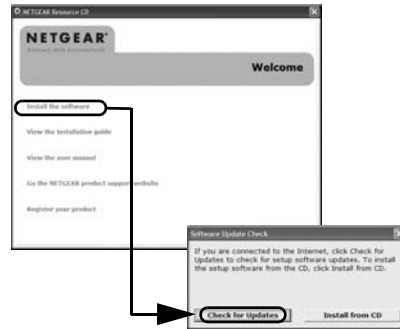 NETGEAR Resource CD
NETGEAR®
Welcome
Install the software
View the installation guide
View the user manual
Go the NETGEAR product support website
Register your product
Software Update Check
If you are connected to the Internet, click Check for
Updates to check for setup software updates. To install
the setup software from the CD, click Install from CD.
Check for Updates
Install from CD